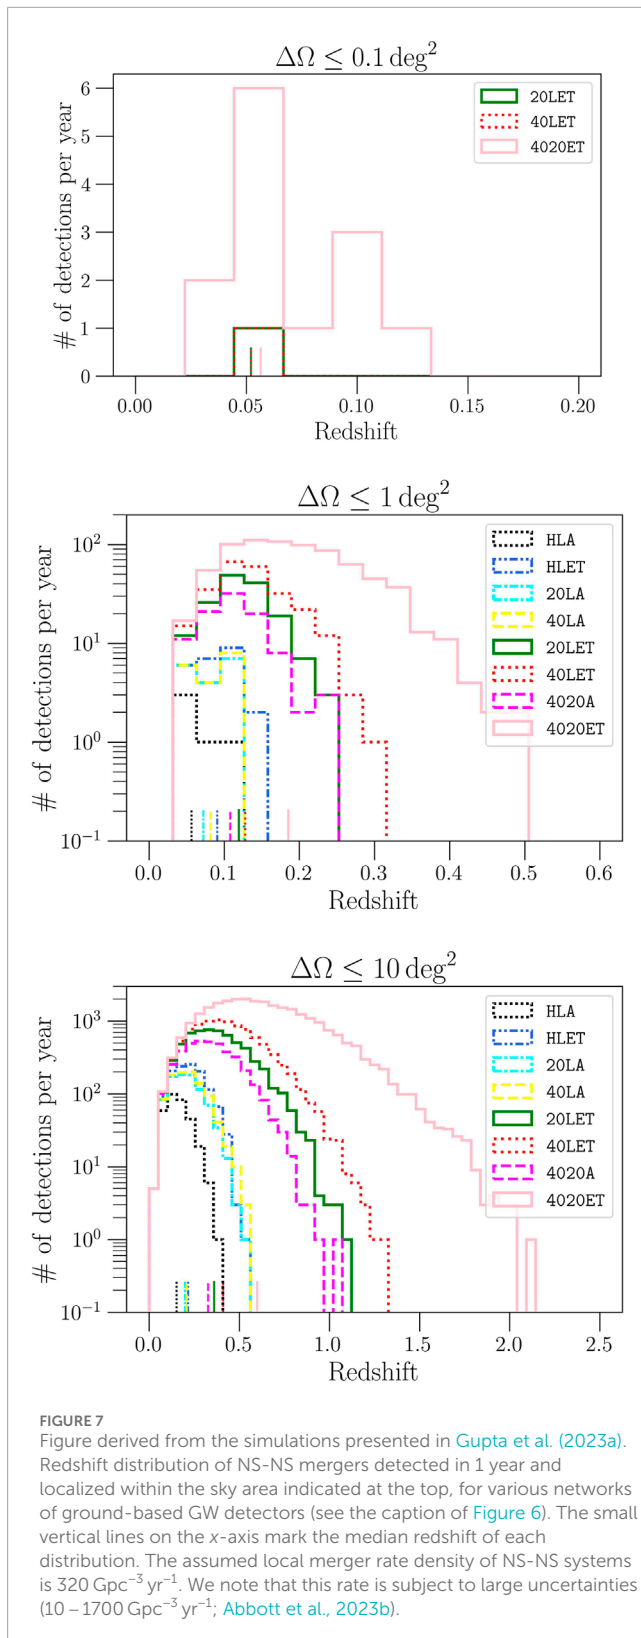 ΔΩ ≤ 0.1 deg²
# of detections per year
6
5
4
3
2
1
0
20LET
40LET
4020ET
0.00 0.05 0.10 0.15 0.20
Redshift
ΔΩ ≤ 1 deg²
# of detections per year
10²
10¹
10⁰
10⁻¹
HLA
HLET
20LA
40LA
20LET
40LET
4020A
4020ET
0.0 0.1 0.2 0.3 0.4 0.5 0.6
Redshift
ΔΩ ≤ 10 deg²
# of detections per year
10³
10²
10¹
10⁰
10⁻¹
HLA
HLET
20LA
40LA
20LET
40LET
4020A
4020ET
0.0 0.5 1.0 1.5 2.0 2.5
Redshift
FIGURE 7
Figure derived from the simulations presented in Gupta et al. (2023a).
Redshift distribution of NS-NS mergers detected in 1 year and
localized within the sky area indicated at the top, for various networks
of ground-based GW detectors (see the caption of Figure 6). The small
vertical lines on the x-axis mark the median redshift of each
distribution. The assumed local merger rate density of NS-NS systems
is 320 Gpc⁻³ yr⁻¹. We note that this rate is subject to large uncertainties
(10 – 1700 Gpc⁻³ yr⁻¹; Abbott et al., 2023b).